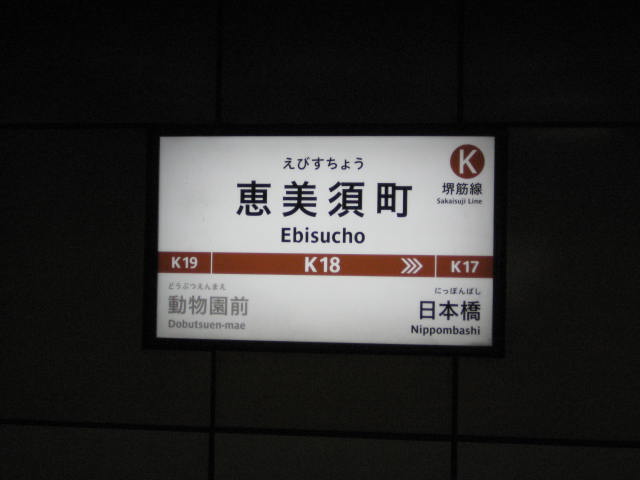 えびすちょう
恵美須町
Ebisucho
K
堺筋線
Sakaisuji Line
K19 K18 K17
どうぶつえんまえ
動物園前
Dobutsuen-mae
にっぽんばし
日本橋
Nippombashi